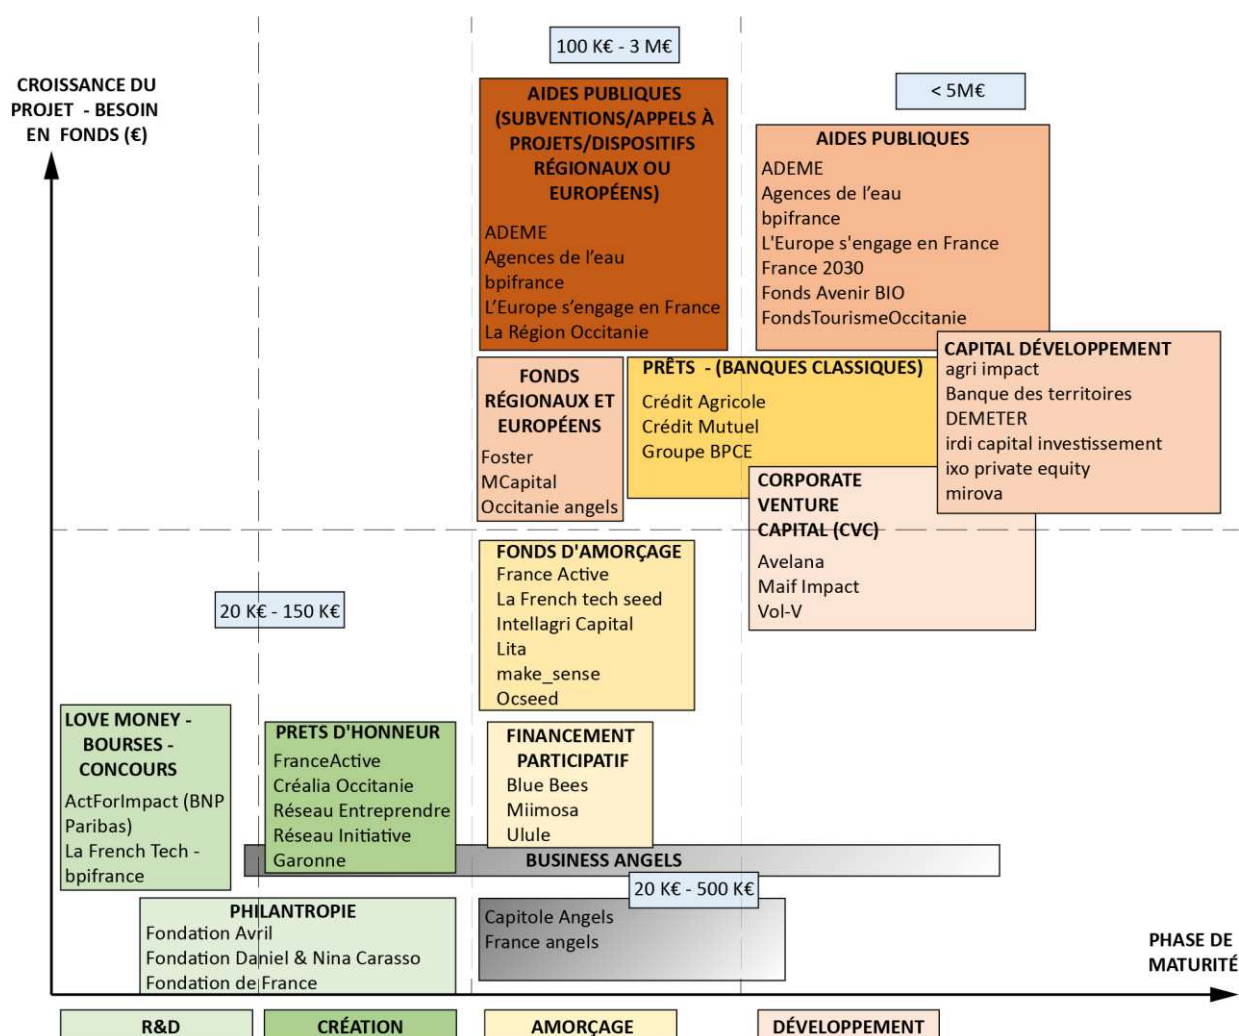 100 K€ - 3 M€
CROISSANCE DU
PROJET - BESOIN
EN FONDS (€)
< 5M€
AIDES PUBLIQUES
(SUBVENTIONS/APPELS À
PROJETS/DISPOSITIFS
RÉGIONAUX OU
EUROPÉENS)
ADEME
Agences de l'eau
bpifrance
L'Europe s'engage en France
La Région Occitanie
AIDES PUBLIQUES
ADEME
Agences de l'eau
bpifrance
L'Europe s'engage en France
France 2030
Fonds Avenir BIO
FondsTourismeOccitanie
FONDS
RÉGIONAUX ET
EUROPÉENS
Foster
MCapital
Occitanie angels
PRÊTS - (BANQUES CLASSIQUES)
Crédit Agricole
Crédit Mutuel
Groupe BPCE
CAPITAL DÉVELOPPEMENT
agri impact
Banque des territoires
DEMETER
irdi capital investissement
ixo private equity
mirova
CORPORATE
VENTURE
CAPITAL (CVC)
Avelana
Maif Impact
Vol-V
FONDS D'AMORÇAGE
France Active
La French tech seed
Intellagri Capital
Lita
make_sense
Ocseed
20 K€ - 150 K€
LOVE MONEY -
BOURSES -
CONCOURS
ActForImpact (BNP
Paribas)
La French Tech -
bpifrance
PRETS D'HONNEUR
FranceActive
Créalia Occitanie
Réseau Entreprendre
Réseau Initiative
Garonne
FINANCEMENT
PARTICIPATIF
Blue Bees
Miimosa
Ulule
BUSINESS ANGELS
20 K€ - 500 K€
Capitole Angels
France angels
PHILANTROPIE
Fondation Avril
Fondation Daniel & Nina Carasso
Fondation de France
PHASE DE
MATURITÉ
R&D
CRÉATION
AMORÇAGE
DÉVELOPPEMENT